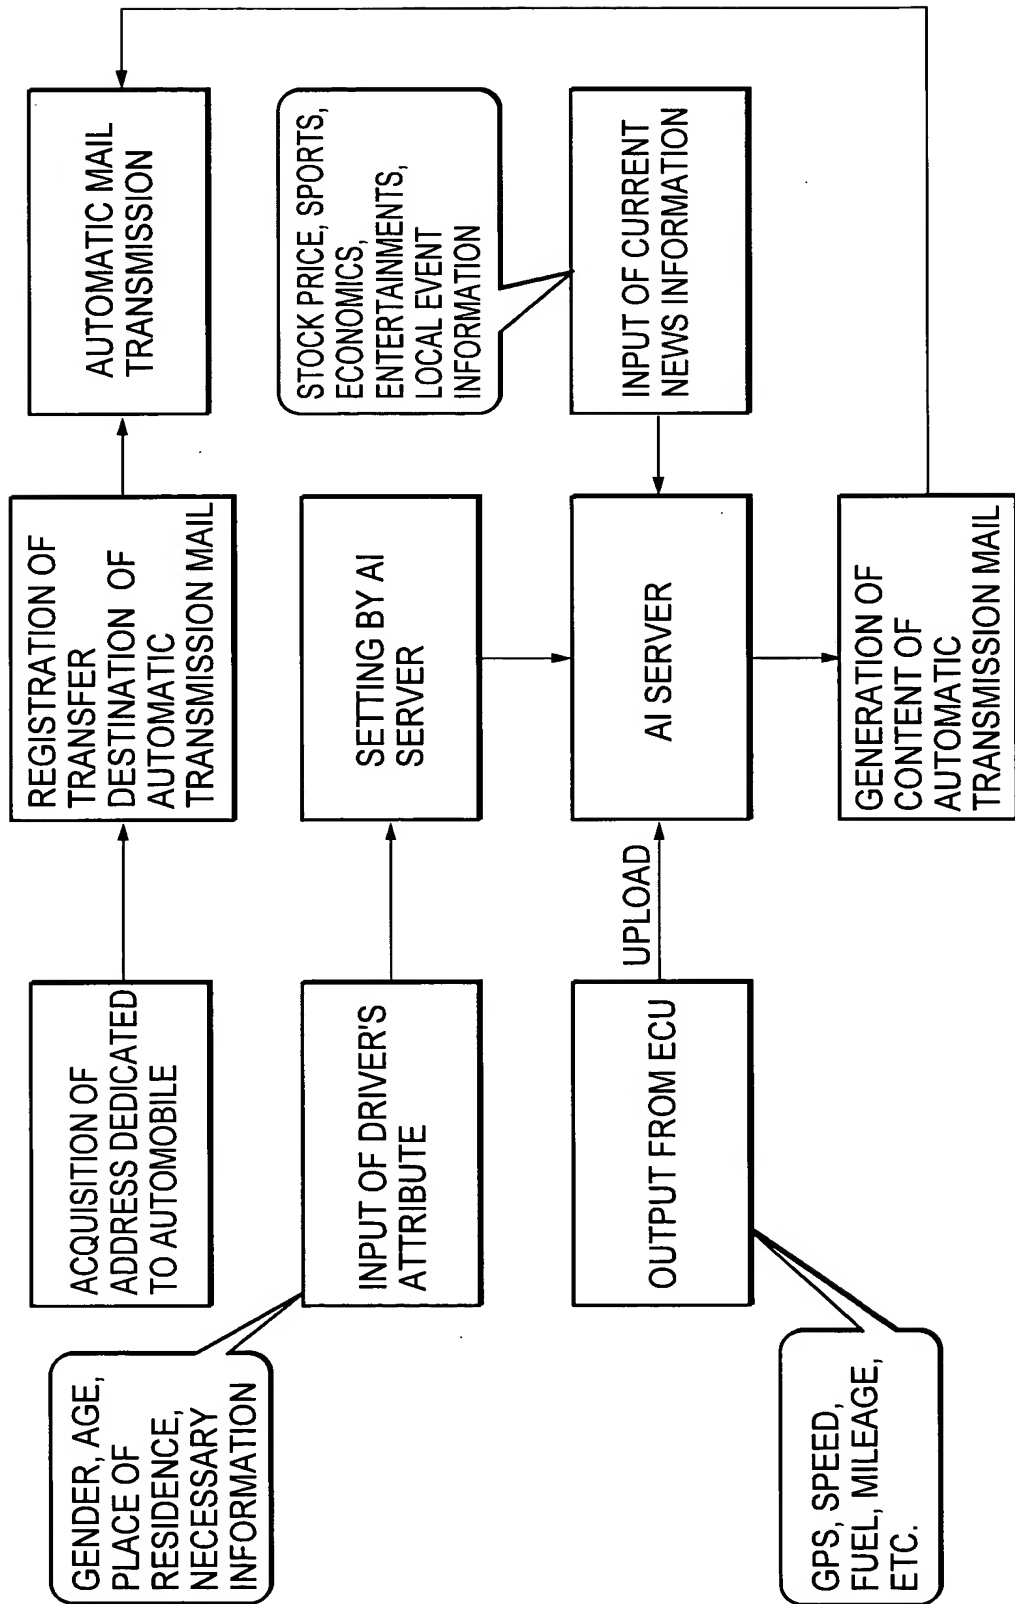 ACQUISITION OF
ADDRESS DEDICATED
TO AUTOMOBILE
REGISTRATION OF
TRANSFER
DESTINATION OF
AUTOMATIC
TRANSMISSION MAIL
AUTOMATIC MAIL
TRANSMISSION
GENDER, AGE,
PLACE OF
RESIDENCE,
NECESSARY
INFORMATION
INPUT OF DRIVER'S
ATTRIBUTE
SETTING BY AI
SERVER
STOCK PRICE, SPORTS,
ECONOMICS,
ENTERTAINMENTS,
LOCAL EVENT
INFORMATION
OUTPUT FROM ECU
UPLOAD
AI SERVER
INPUT OF CURRENT
NEWS INFORMATION
GPS, SPEED,
FUEL, MILEAGE,
ETC.
GENERATION OF
CONTENT OF
AUTOMATIC
TRANSMISSION MAIL